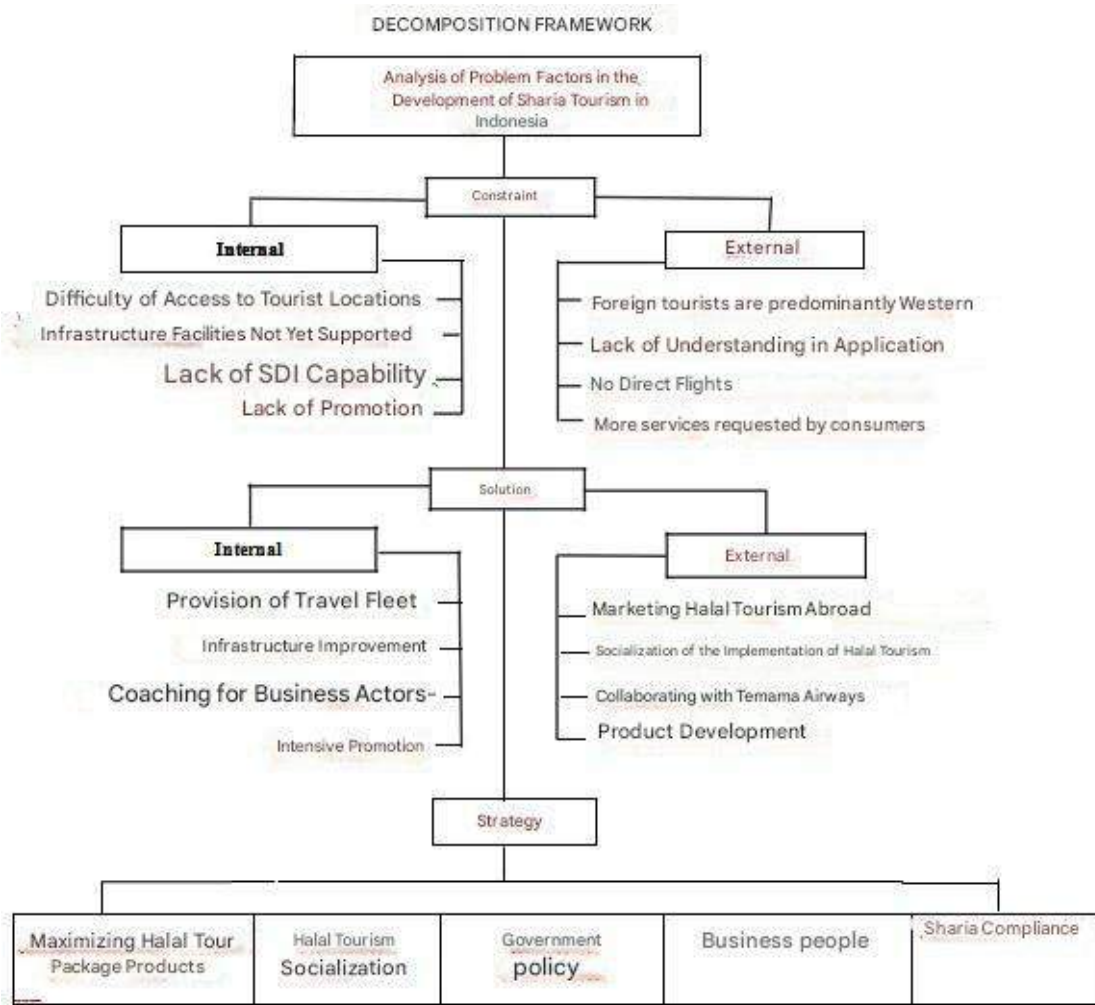 DECOMPOSITION FRAMEWORK
Analysis of Problem Factors in the
Development of Sharia Tourism in
Indonesia
Constraint
Internal
Difficulty of Access to Tourist Locations
Infrastructure Facilities Not Yet Supported
Lack of SDI Capability
Lack of Promotion
External
Foreign tourists are predominantly Western
Lack of Understanding in Application
No Direct Flights
More services requested by consumers
Solution
Internal
Provision of Travel Fleet
Infrastructure Improvement
Coaching for Business Actors-
Intensive Promotion
External
Marketing Halal Tourism Abroad
Socialization of the Implementation of Halal Tourism
Collaborating with Temama Airways
Product Development
Strategy
Maximizing Halal Tour
Package Products
Halal Tourism
Socialization
Government
policy
Business people
Sharia Compliance